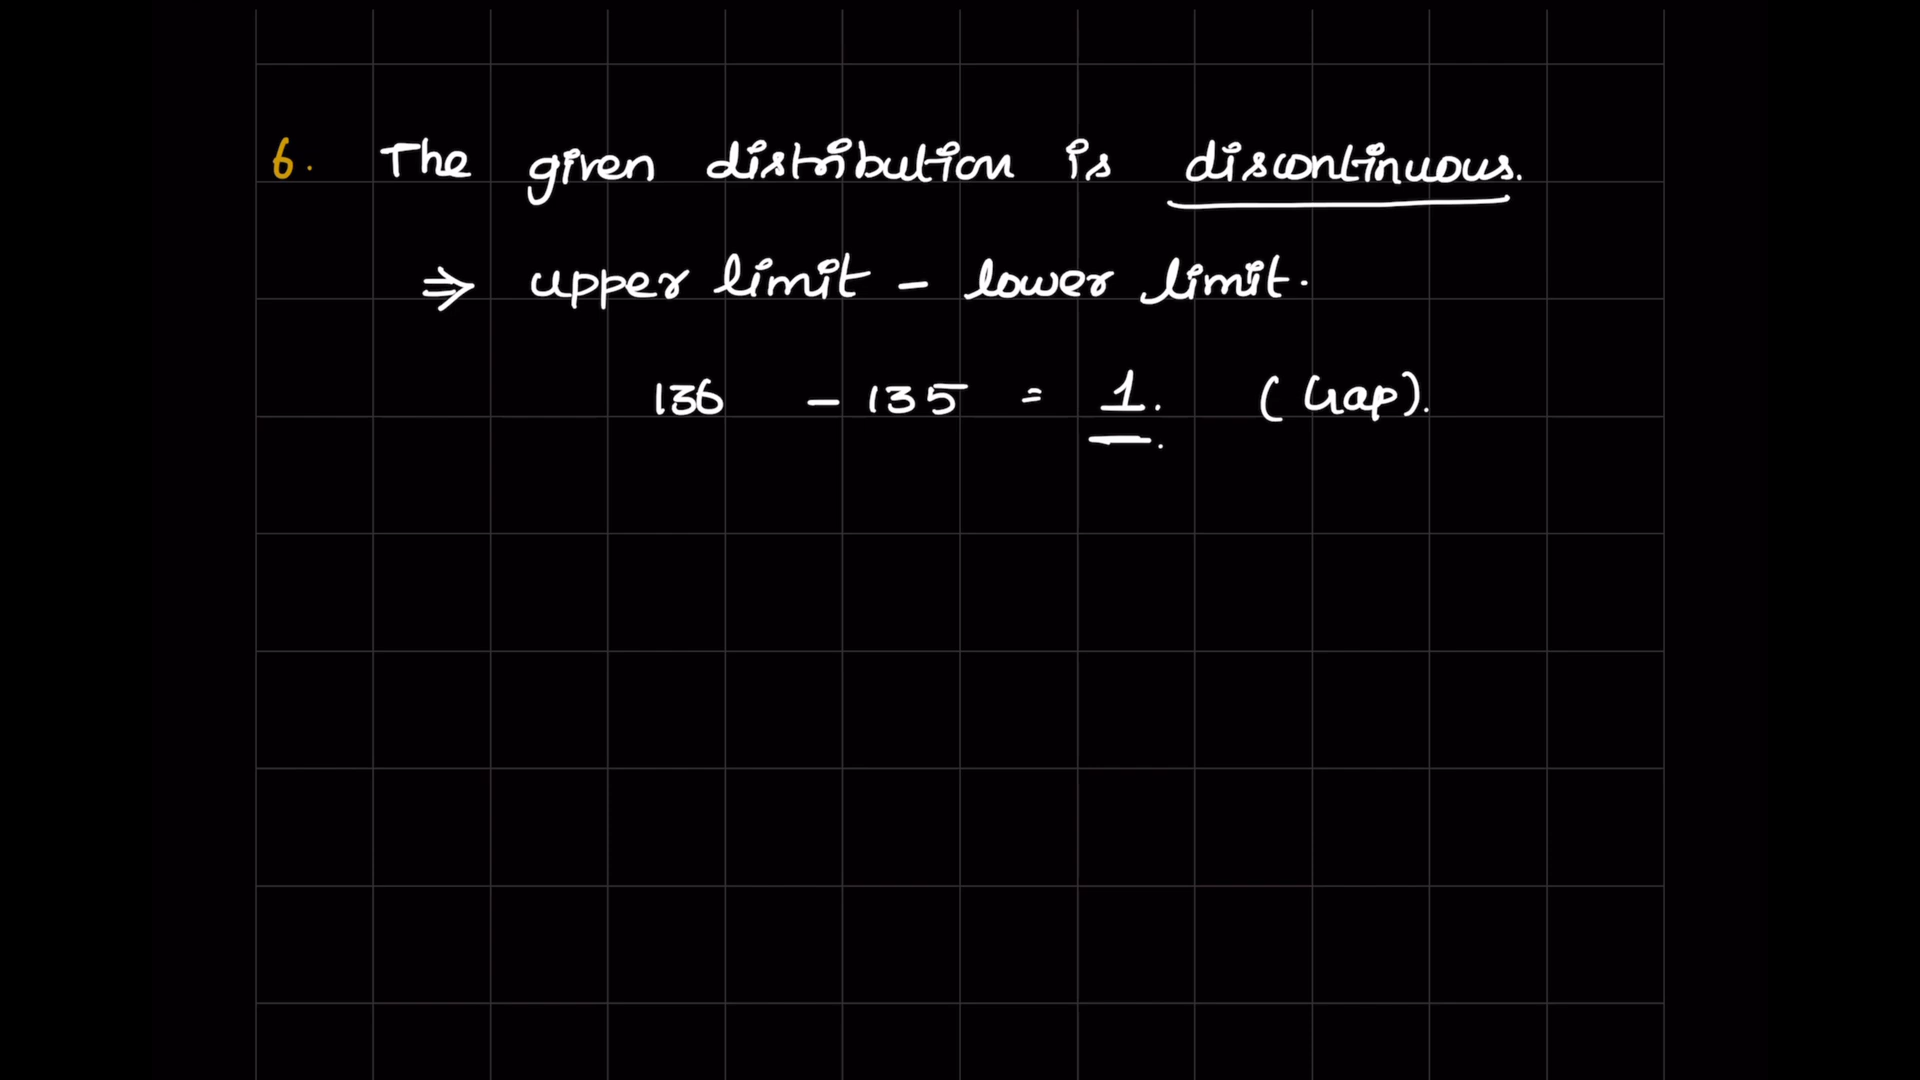 6. The given distribution is discontinuous.
⇒ upper limit - lower limit.
136 - 135 = 1. (Gap).